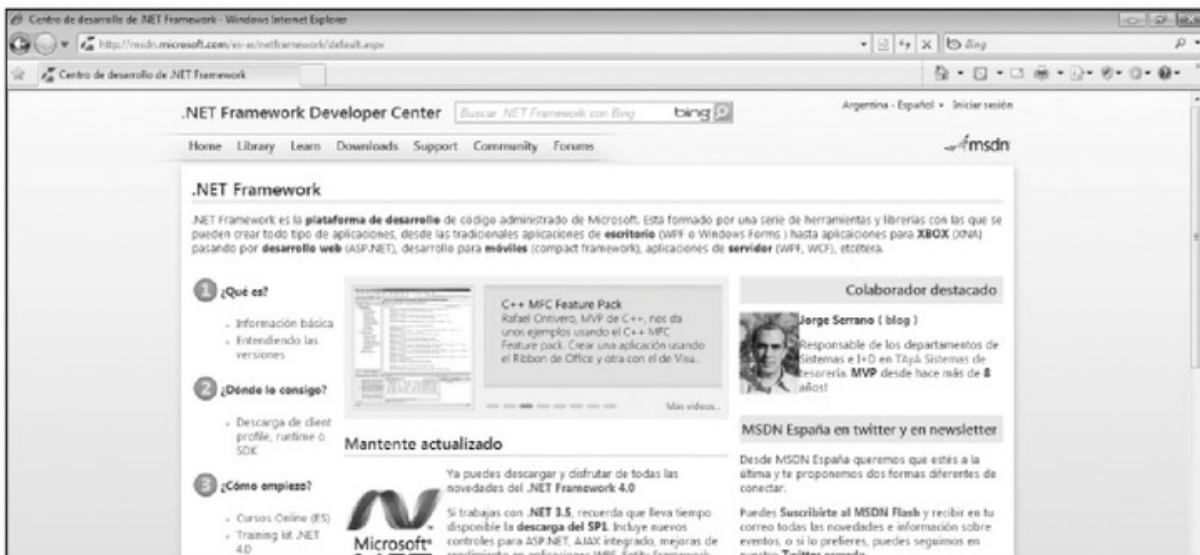 Centro de desarrollo de .NET Framework - Windows Internet Explorer
http://msdn.microsoft.com/es-ar/netframework/default.aspx
Bing
Centro de desarrollo de .NET Framework
.NET Framework Developer Center
Buscar .NET Framework con Bing
bing
Argentina - Español
Iniciar sesión
Home Library Learn Downloads Support Community Forums
msdn
.NET Framework
.NET Framework es la plataforma de desarrollo de código administrado de Microsoft. Esta formado por una serie de herramientas y librerías con las que se
pueden crear todo tipo de aplicaciones, desde las tradicionales aplicaciones de escritorio (WPF o Windows Forms ) hasta aplicaciones para XBOX (XNA)
pasando por desarrollo web (ASP.NET), desarrollo para móviles (compact framework), aplicaciones de servidor (WPF, WCF), etcétera.
1 ¿Qué es?
Información básica
Entendiendo las
versiones
2 ¿Dónde lo consigo?
Descarga de client
profile, runtime o
SDK
3 ¿Cómo empiezo?
Cursos Online (ES)
Training kit .NET
4.0
C++ MFC Feature Pack
Rafael Ontivero, MVP de C++, nos da
unos ejemplos usando el C++ MFC
Feature pack. Crear una aplicación usando
el Ribbon de Office y otra con el de Visu...
Más videos...
Mantente actualizado
Ya puedes descargar y disfrutar de todas las
novedades del .NET Framework 4.0
Si trabajas con .NET 3.5, recuerda que lleva tiempo
disponible la descarga del SP1. Incluye nuevos
controles para ASP.NET, AJAX integrado, mejoras de
rendimiento en aplicaciones WPF, Entity Framework
Microsoft
Colaborador destacado
Jorge Serrano ( blog )
Responsable de los departamentos de
Sistemas e I+D en TAyA Sistemas de
tesorería. MVP desde hace más de 8
años!
MSDN España en twitter y en newsletter
Desde MSDN España queremos que estés a la
última y te proponemos dos formas diferentes de
conectar.
Puedes Suscribirte al MSDN Flash y recibir en tu
correo todas las novedades e información sobre
eventos, o si lo prefieres, puedes seguirnos en
nuestro Twitter